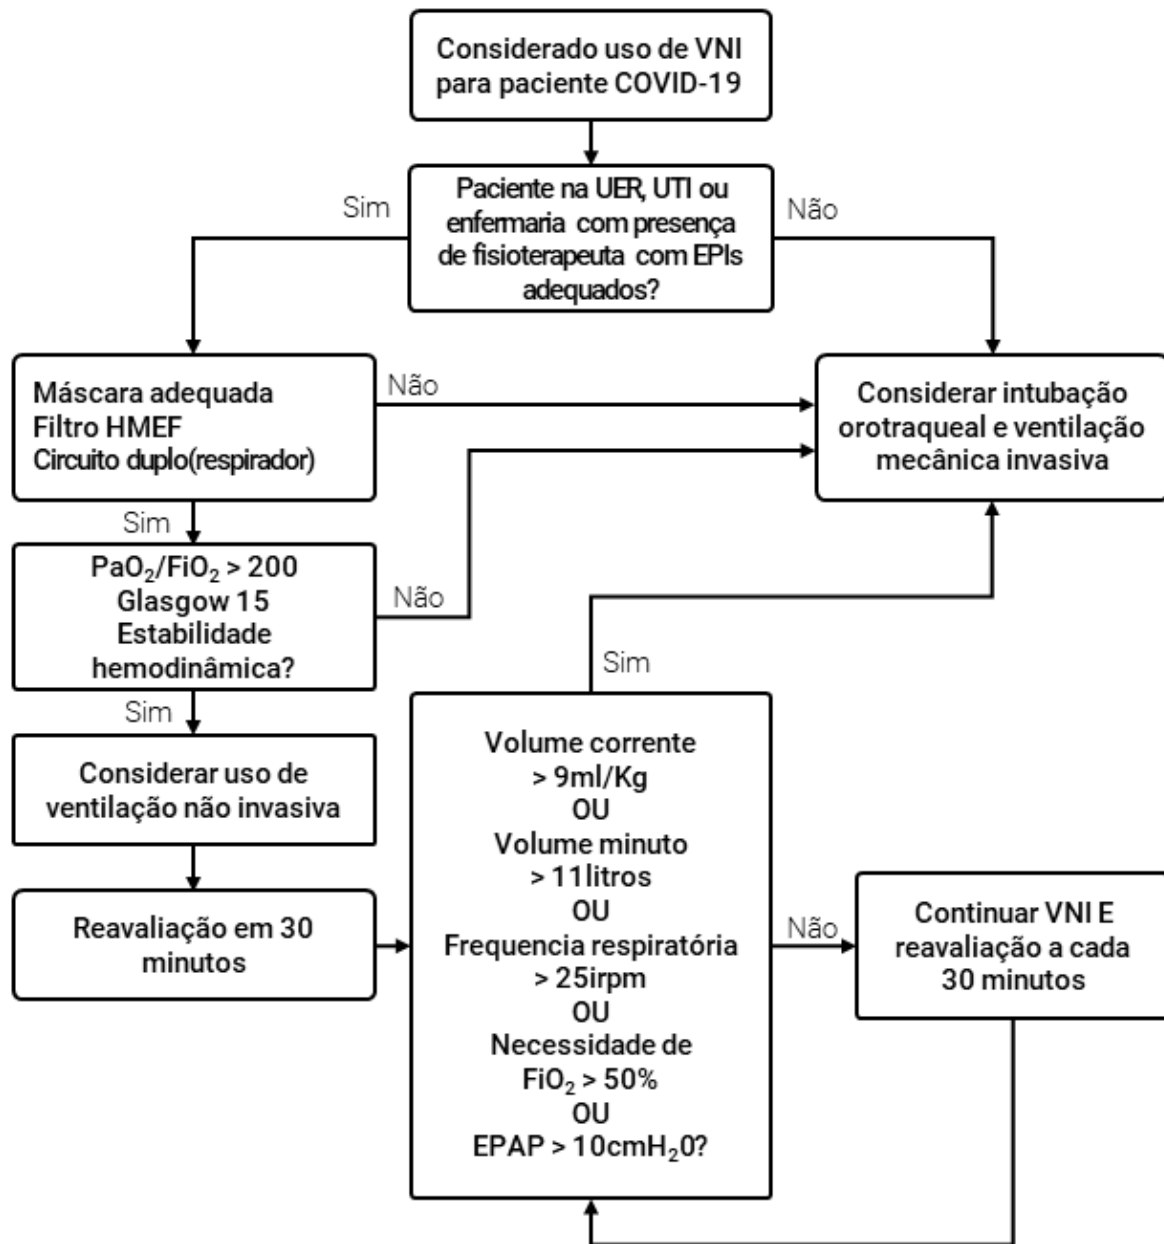 Considerado uso de VNI
para paciente COVID-19
Paciente na UER, UTI ou
enfermaria com presença
de fisioterapeuta com EPIs
adequados?
Sim
Não
Máscara adequada
Filtro HMEF
Circuito duplo(respirador)
Não
Considerar intubação
orotraqueal e ventilação
mecânica invasiva
Sim
PaO₂/FiO₂ > 200
Glasgow 15
Estabilidade
hemodinâmica?
Não
Sim
Considerar uso de
ventilação não invasiva
Reavaliação em 30
minutos
Sim
Volume corrente
> 9ml/Kg
OU
Volume minuto
> 11litros
OU
Frequencia respiratória
> 25irpm
OU
Necessidade de
FiO₂ > 50%
OU
EPAP > 10cmH₂0?
Não
Continuar VNI E
reavaliação a cada
30 minutos